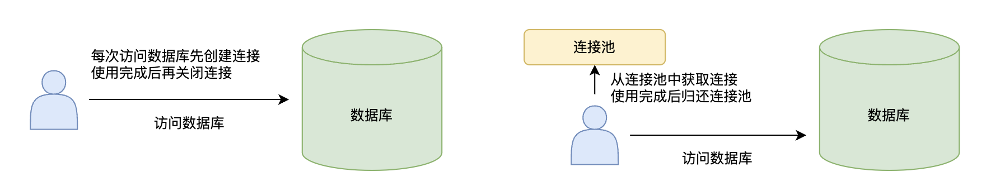 每次访问数据库先创建连接
使用完成后再关闭连接
访问数据库
数据库
连接池
从连接池中获取连接
使用完成后归还连接池
访问数据库
数据库